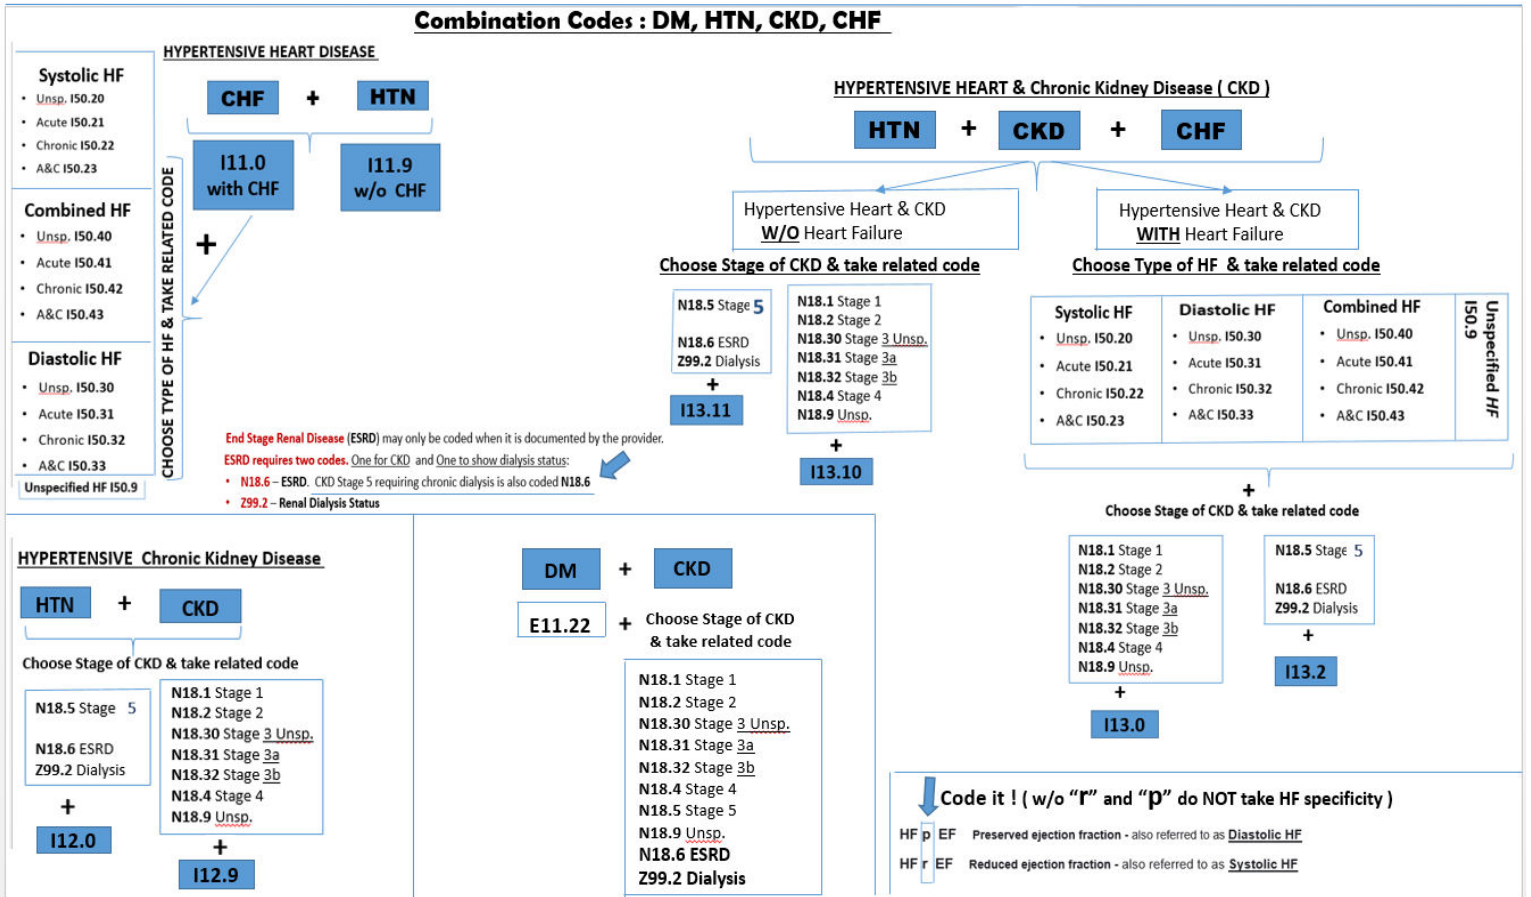 Combination Codes : DM, HTN, CKD, CHF
HYPERTENSIVE HEART DISEASE
Systolic HF
• Unsp. I50.20
• Acute I50.21
• Chronic I50.22
• A&C I50.23
Combined HF
• Unsp. I50.40
• Acute I50.41
• Chronic I50.42
• A&C I50.43
Diastolic HF
• Unsp. I50.30
• Acute I50.31
• Chronic I50.32
• A&C I50.33
Unspecified HF I50.9
CHOOSE TYPE OF HF & TAKE RELATED CODE
CHF + HTN
I11.0
with CHF
I11.9
w/o CHF
+
End Stage Renal Disease (ESRD) may only be coded when it is documented by the provider.
ESRD requires two codes. One for CKD and One to show dialysis status:
• N18.6 – ESRD. CKD Stage 5 requiring chronic dialysis is also coded N18.6
• Z99.2 – Renal Dialysis Status
HYPERTENSIVE HEART & Chronic Kidney Disease ( CKD )
HTN + CKD + CHF
Hypertensive Heart & CKD
W/O Heart Failure
Choose Stage of CKD & take related code
N18.5 Stage 5
N18.6 ESRD
Z99.2 Dialysis
+
I13.11
N18.1 Stage 1
N18.2 Stage 2
N18.30 Stage 3 Unsp.
N18.31 Stage 3a
N18.32 Stage 3b
N18.4 Stage 4
N18.9 Unsp.
+
I13.10
Hypertensive Heart & CKD
WITH Heart Failure
Choose Type of HF & take related code
Systolic HF
• Unsp. I50.20
• Acute I50.21
• Chronic I50.22
• A&C I50.23
Diastolic HF
• Unsp. I50.30
• Acute I50.31
• Chronic I50.32
• A&C I50.33
Combined HF
• Unsp. I50.40
• Acute I50.41
• Chronic I50.42
• A&C I50.43
Unspecified HF
I50.9
+
Choose Stage of CKD & take related code
N18.1 Stage 1
N18.2 Stage 2
N18.30 Stage 3 Unsp.
N18.31 Stage 3a
N18.32 Stage 3b
N18.4 Stage 4
N18.9 Unsp.
+
I13.0
N18.5 Stage 5
N18.6 ESRD
Z99.2 Dialysis
+
I13.2
HYPERTENSIVE Chronic Kidney Disease
HTN + CKD
Choose Stage of CKD & take related code
N18.5 Stage 5
N18.6 ESRD
Z99.2 Dialysis
+
I12.0
N18.1 Stage 1
N18.2 Stage 2
N18.30 Stage 3 Unsp.
N18.31 Stage 3a
N18.32 Stage 3b
N18.4 Stage 4
N18.9 Unsp.
+
I12.9
DM + CKD
E11.22 + Choose Stage of CKD
& take related code
N18.1 Stage 1
N18.2 Stage 2
N18.30 Stage 3 Unsp.
N18.31 Stage 3a
N18.32 Stage 3b
N18.4 Stage 4
N18.5 Stage 5
N18.9 Unsp.
N18.6 ESRD
Z99.2 Dialysis
Code it ! ( w/o “r” and “p” do NOT take HF specificity )
HF p EF Preserved ejection fraction - also referred to as Diastolic HF
HF r EF Reduced ejection fraction - also referred to as Systolic HF